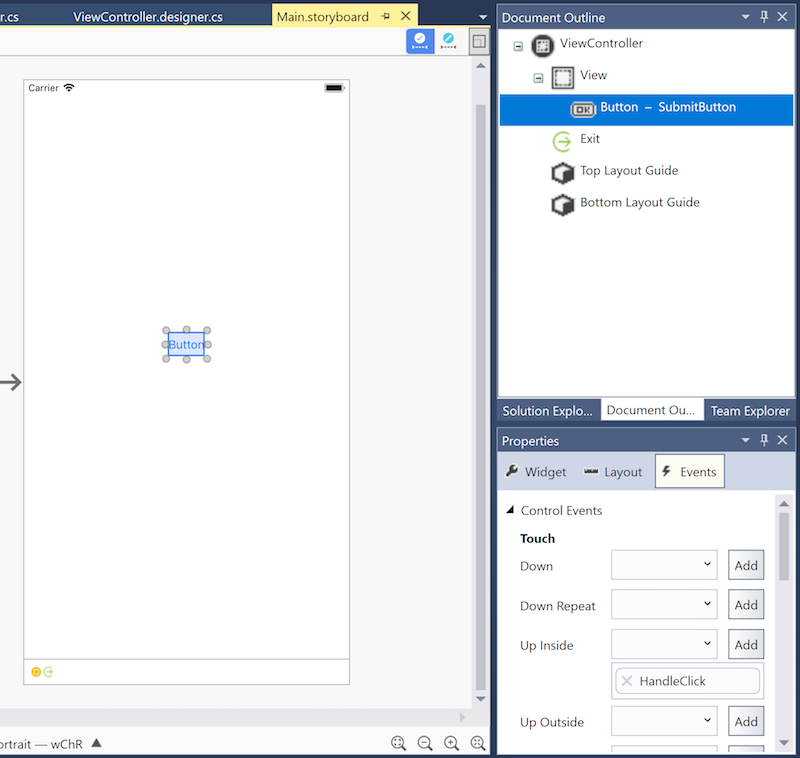 r.cs
ViewController.designer.cs
Main.storyboard
Carrier
Button
ortrait — wChR
Document Outline
ViewController
View
OK
Button – SubmitButton
Exit
Top Layout Guide
Bottom Layout Guide
Solution Explo...
Document Ou...
Team Explorer
Properties
Widget
Layout
Events
Control Events
Touch
Down
Add
Down Repeat
Add
Up Inside
Add
HandleClick
Up Outside
Add